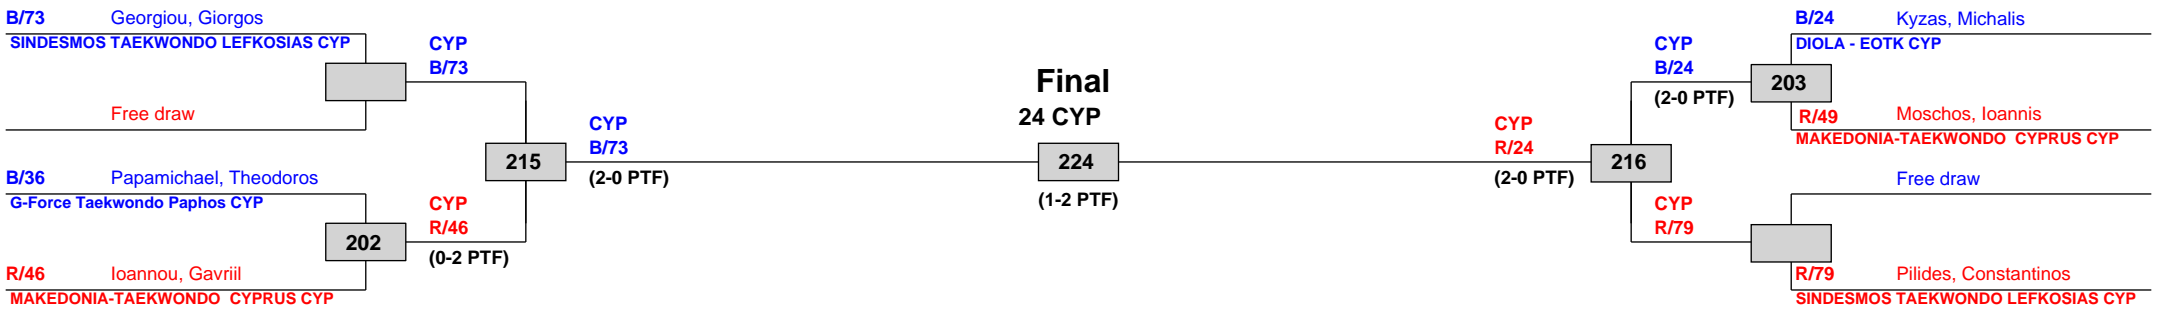 B/73 Georgiou, Giorgos
SINDESMOS TAEKWONDO LEFKOSIAS CYP
CYP
B/73
Free draw
B/36 Papamichael, Theodoros
G-Force Taekwondo Paphos CYP
202
CYP
R/46
(0-2 PTF)
R/46 Ioannou, Gavriil
MAKEDONIA-TAEKWONDO  CYPRUS CYP
215
CYP
B/73
(2-0 PTF)
Final
24 CYP
224
(1-2 PTF)
CYP
R/24
(2-0 PTF)
216
CYP
B/24
(2-0 PTF)
203
B/24 Kyzas, Michalis
DIOLA - EOTK CYP
R/49 Moschos, Ioannis
MAKEDONIA-TAEKWONDO  CYPRUS CYP
Free draw
CYP
R/79
R/79 Pilides, Constantinos
SINDESMOS TAEKWONDO LEFKOSIAS CYP